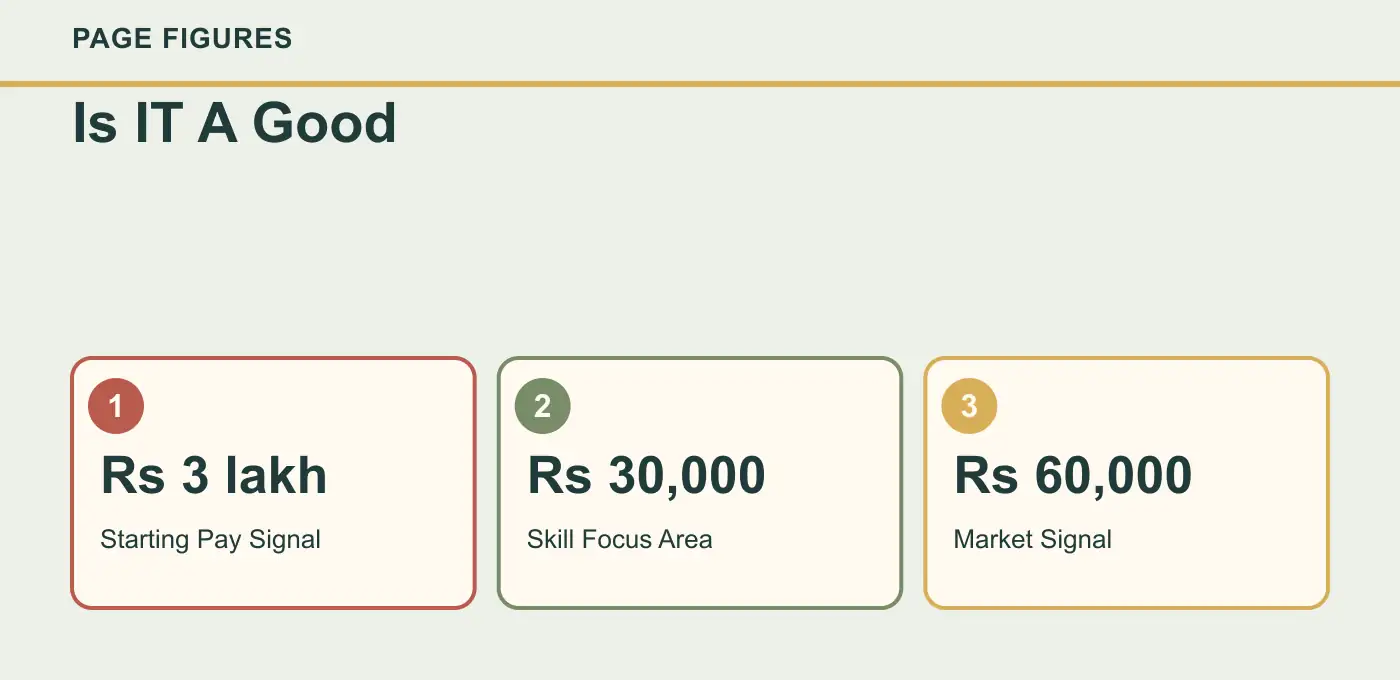 PAGE FIGURES
Is IT A Good
1
Rs 3 lakh
Starting Pay Signal
2
Rs 30,000
Skill Focus Area
3
Rs 60,000
Market Signal